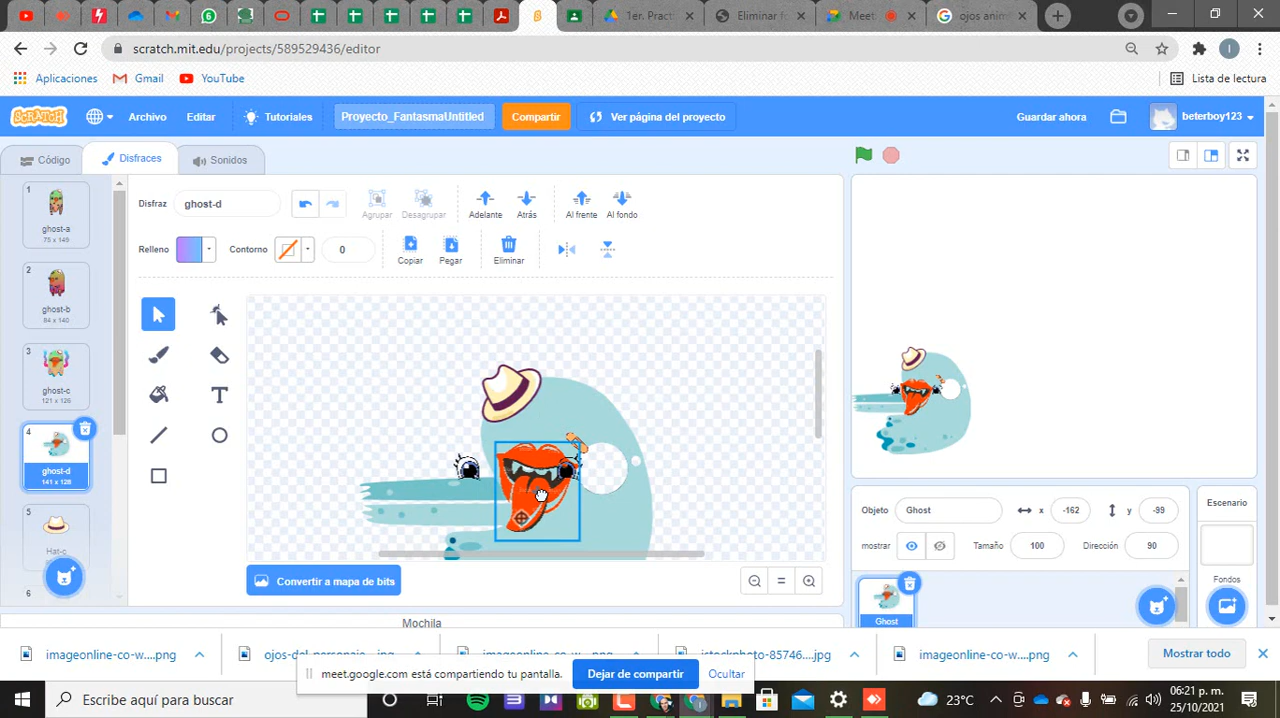 1er. Pract
Eliminar fo
Meet
ojos anim
scratch.mit.edu/projects/589529436/editor
I
Aplicaciones
Gmail
YouTube
Lista de lectura
SCRATCH
Archivo
Editar
Tutoriales
Proyecto_FantasmaUntitled
Compartir
Ver página del proyecto
Guardar ahora
beterboy123
Código
Disfraces
Sonidos
1
ghost-a
75 x 149
2
ghost-b
84 x 140
3
ghost-c
121 x 126
4
ghost-d
141 x 128
5
Hat-c
6
Disfraz
ghost-d
Agrupar
Desagrupar
Adelante
Atrás
Al frente
Al fondo
Relleno
Contorno
0
Copiar
Pegar
Eliminar
T
Convertir a mapa de bits
Mochila
Objeto
Ghost
x
-162
y
-99
mostrar
Tamaño
100
Dirección
90
Escenario
Fondos
Ghost
imageonline-co-w....png
ojos-del-personaje
imageonline-co-w....png
istockphoto-85746....jpg
imageonline-co-w....png
Mostrar todo
meet.google.com está compartiendo tu pantalla.
Dejar de compartir
Ocultar
Escribe aquí para buscar
23°C
06:21 p. m.
25/10/2021